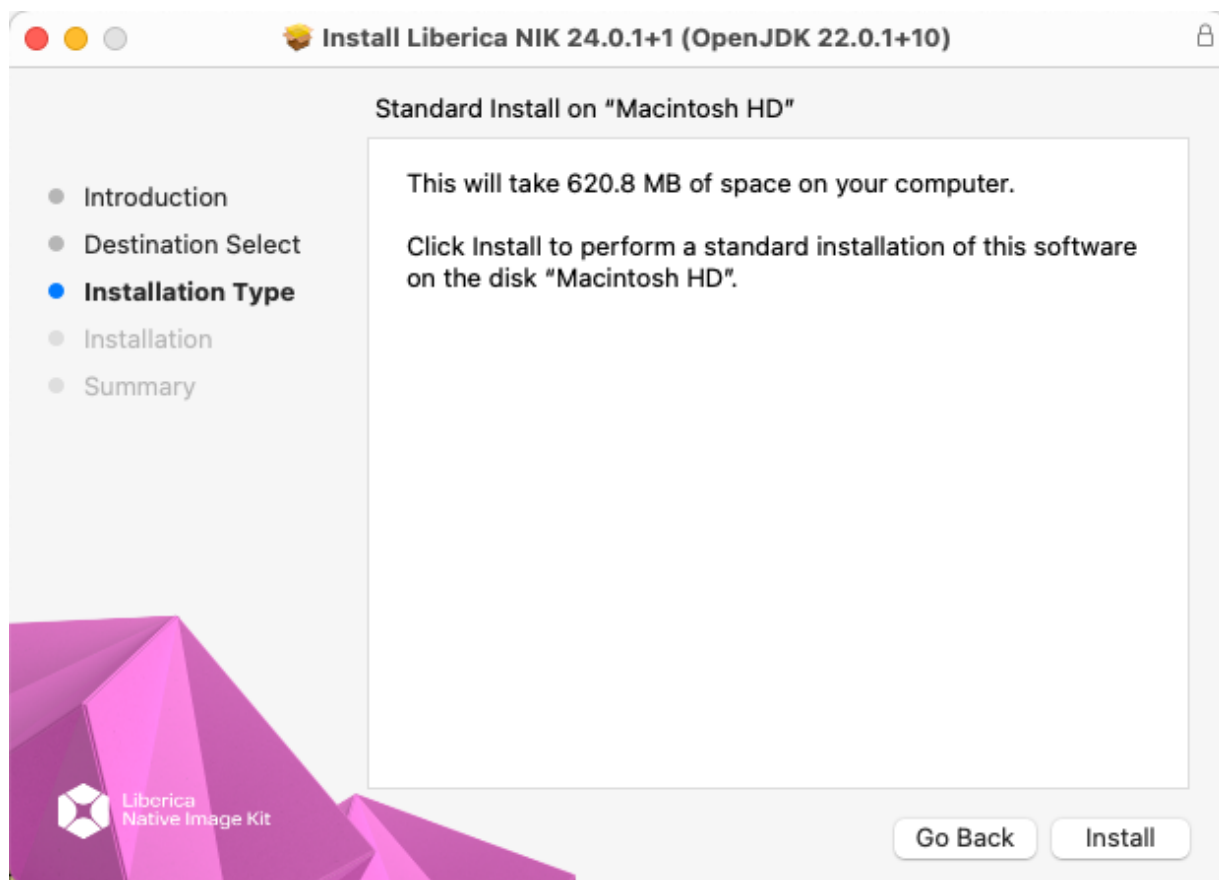 Install Liberica NIK 24.0.1+1 (OpenJDK 22.0.1+10)
Standard Install on “Macintosh HD”
Introduction
Destination Select
Installation Type
Installation
Summary
This will take 620.8 MB of space on your computer.
Click Install to perform a standard installation of this software
on the disk “Macintosh HD”.
Liberica
Native Image Kit
Go Back
Install